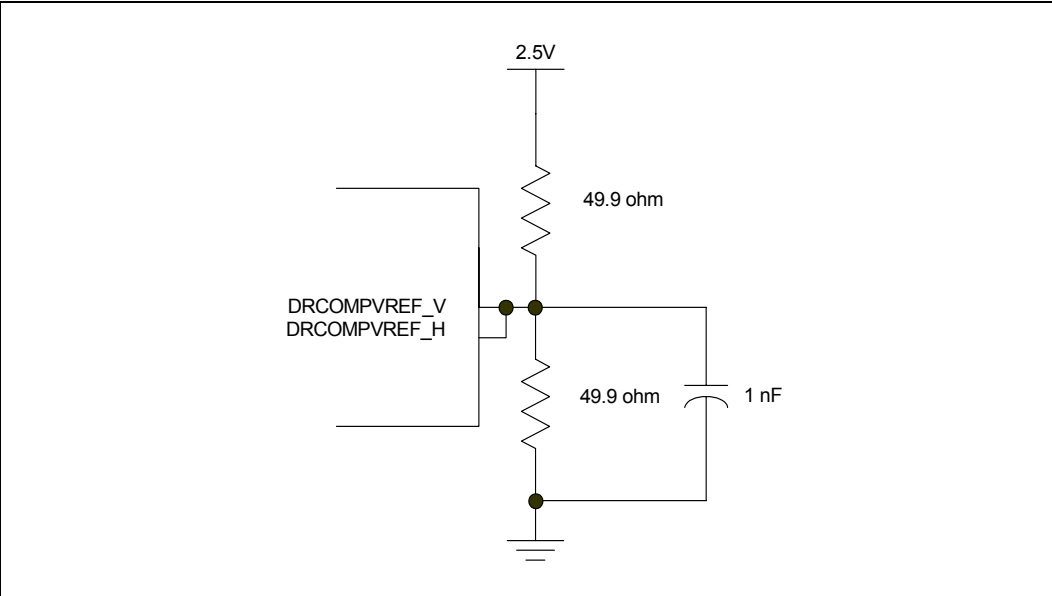 2.5V
49.9 ohm
DRCOMPVREF_V
DRCOMPVREF_H
49.9 ohm
1 nF